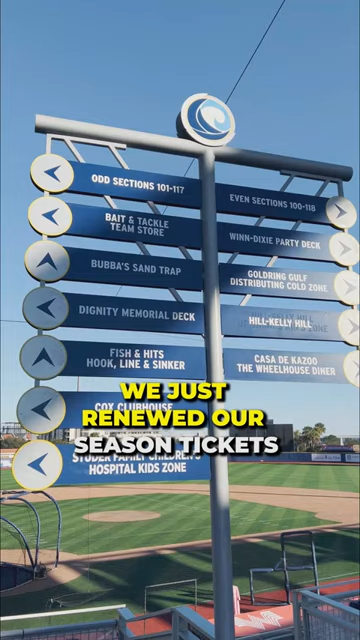 ODD SECTIONS 101-117
EVEN SECTIONS 100-118
BAIT & TACKLE
TEAM STORE
WINN-DIXIE PARTY DECK
BUBBA'S SAND TRAP
GOLDRING GULF
DISTRIBUTING COLD ZONE
DIGNITY MEMORIAL DECK
HILL-KELLY HILL
FISH & HITS
HOOK, LINE & SINKER
CASA DE KAZOO
THE WHEELHOUSE DINER
COX CLUBHOUSE
WE JUST
RENEWED OUR
SEASON TICKETS
STUDER FAMILY CHILDREN'S
HOSPITAL KIDS ZONE